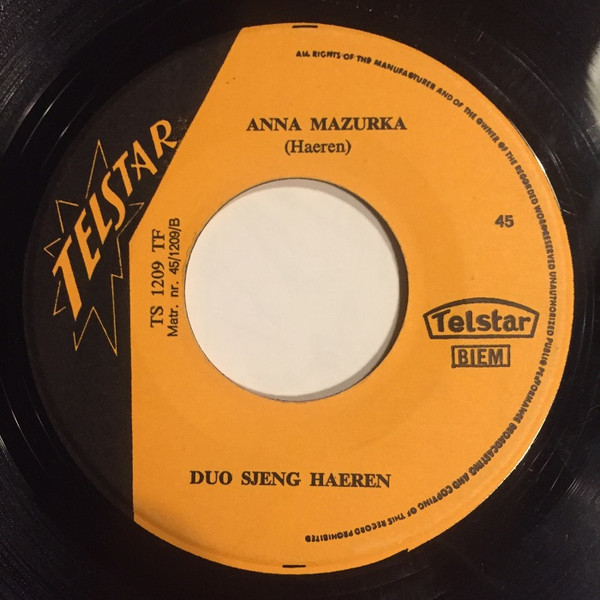 ALL RIGHTS OF THE MANUFACTURER AND OF THE OWNER OF THE RECORDED WORK RESERVED UNAUTHORIZED PUBLIC PERFORMANCE BROADCASTING AND COPYING OF THIS RECORD PROHIBITED
ANNA MAZURKA
(Haeren)
TELSTAR
45
TS 1209 TF
Matr. nr. 45/1209/B
Telstar
BIEM
DUO SJENG HAEREN